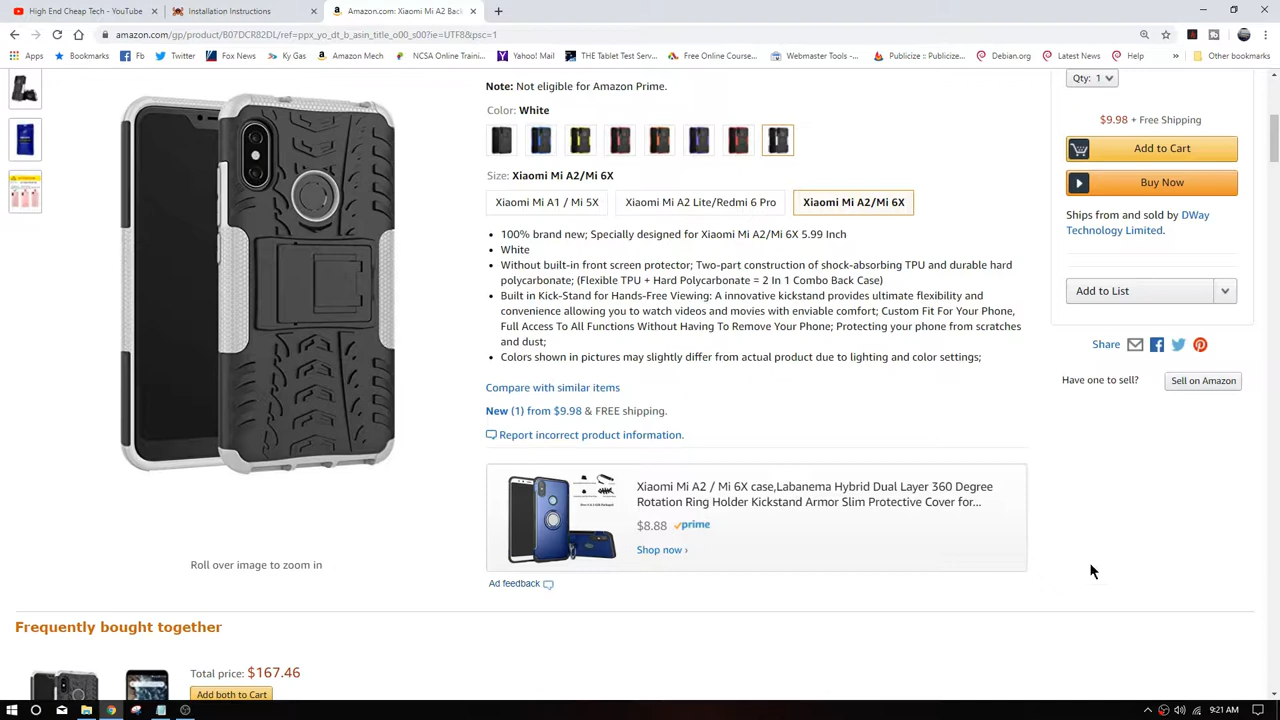 High End Cheap Tech - YouTube
Installation Instructions
Amazon.com: Xiaomi Mi A2 Back
amazon.com/gp/product/B07DCR82DL/ref=ppx_yo_dt_b_asin_title_o00_s00?ie=UTF8&psc=1
Apps Bookmarks Fb Twitter Fox News Ky Gas Amazon Mech NCSA Online Traini... Yahoo! Mail THE Tablet Test Serv... Free Online Course... Webmaster Tools -... Publicize :: Publicize... Debian.org Latest News Help » Other bookmarks
Note: Not eligible for Amazon Prime.
Qty: 1
Color: White
$9.98 + Free Shipping
Add to Cart
Size: Xiaomi Mi A2/Mi 6X
Buy Now
Xiaomi Mi A1 / Mi 5X Xiaomi Mi A2 Lite/Redmi 6 Pro Xiaomi Mi A2/Mi 6X
Ships from and sold by DWay
Technology Limited.
• 100% brand new; Specially designed for Xiaomi Mi A2/Mi 6X 5.99 Inch
• White
• Without built-in front screen protector; Two-part construction of shock-absorbing TPU and durable hard
polycarbonate; (Flexible TPU + Hard Polycarbonate = 2 In 1 Combo Back Case)
• Built in Kick-Stand for Hands-Free Viewing: A innovative kickstand provides ultimate flexibility and
convenience allowing you to watch videos and movies with enviable comfort; Custom Fit For Your Phone,
Full Access To All Functions Without Having To Remove Your Phone; Protecting your phone from scratches
and dust;
• Colors shown in pictures may slightly differ from actual product due to lighting and color settings;
Add to List
Share
Have one to sell? Sell on Amazon
Compare with similar items
New (1) from $9.98 & FREE shipping.
Report incorrect product information.
Xiaomi Mi A2 / Mi 6X case,Labanema Hybrid Dual Layer 360 Degree
Rotation Ring Holder Kickstand Armor Slim Protective Cover for...
$8.88 prime
Shop now ›
Ad feedback
Roll over image to zoom in
Frequently bought together
Total price: $167.46
Add both to Cart
9:21 AM